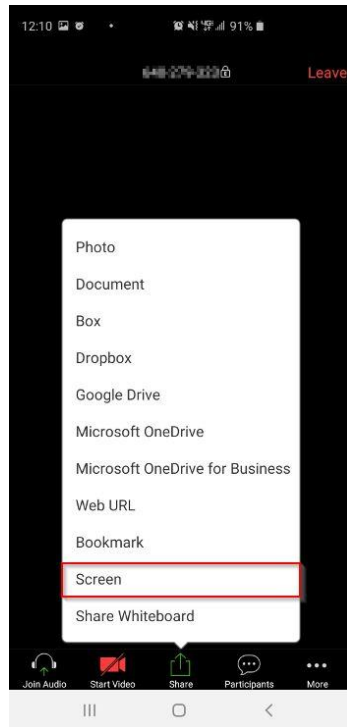 12:10 91%
Leave
Photo
Document
Box
Dropbox
Google Drive
Microsoft OneDrive
Microsoft OneDrive for Business
Web URL
Bookmark
Screen
Share Whiteboard
Join Audio Start Video Share Participants More